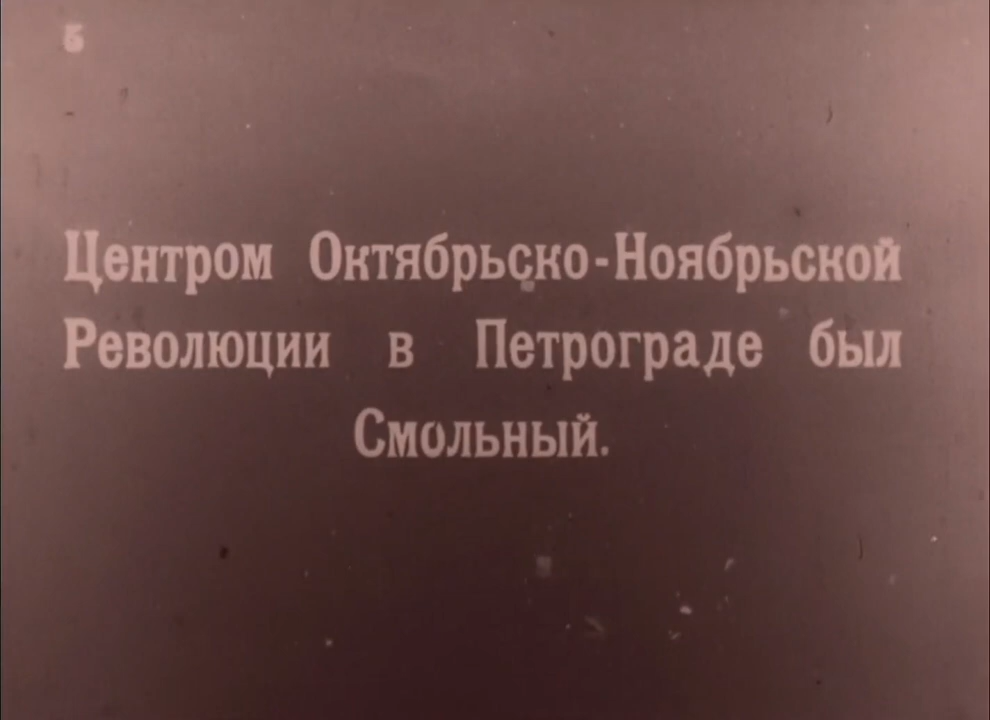 5
Центром Октябрьско-Ноябрьской
Революции в Петрограде был
Смольный.